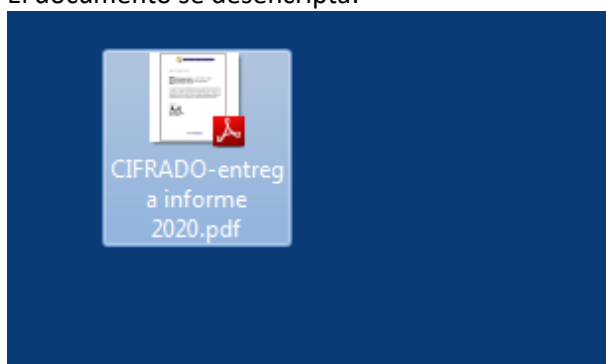 El documento se desencripta:
CIFRADO-entreg
a informe
2020.pdf